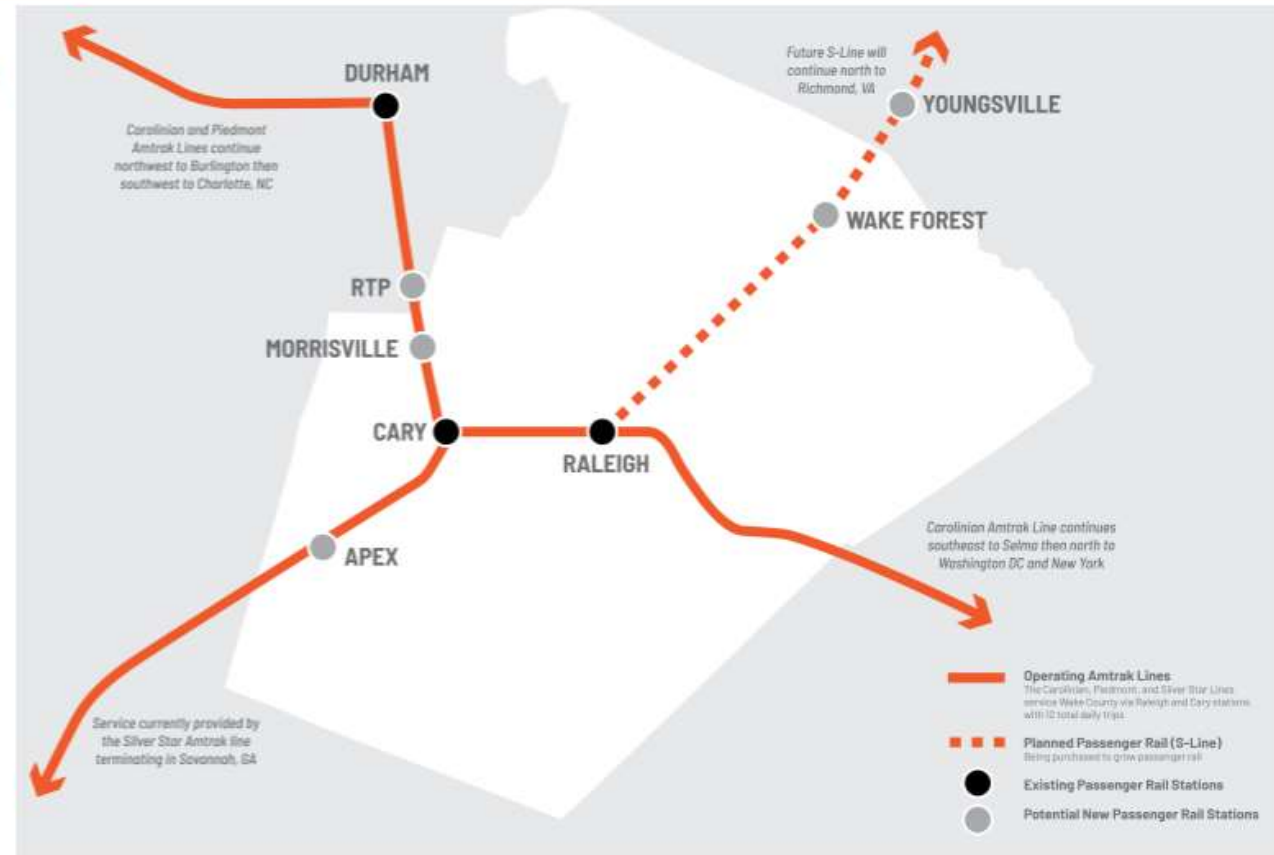 DURHAM
Carolinian and Piedmont
Amtrak Lines continue
northwest to Burlington then
southwest to Charlotte, NC
Future S-Line will
continue north to
Richmond, VA
YOUNGSVILLE
WAKE FOREST
RTP
MORRISVILLE
CARY
RALEIGH
APEX
Carolinian Amtrak Line continues
southeast to Selma then north to
Washington DC and New York
Service currently provided by
the Silver Star Amtrak line
terminating in Savannah, GA
Operating Amtrak Lines
The Carolinian, Piedmont, and Silver Star Lines
service Wake County via Raleigh and Cary stations
with 12 total daily trips
Planned Passenger Rail (S-Line)
Being purchased to grow passenger rail
Existing Passenger Rail Stations
Potential New Passenger Rail Stations